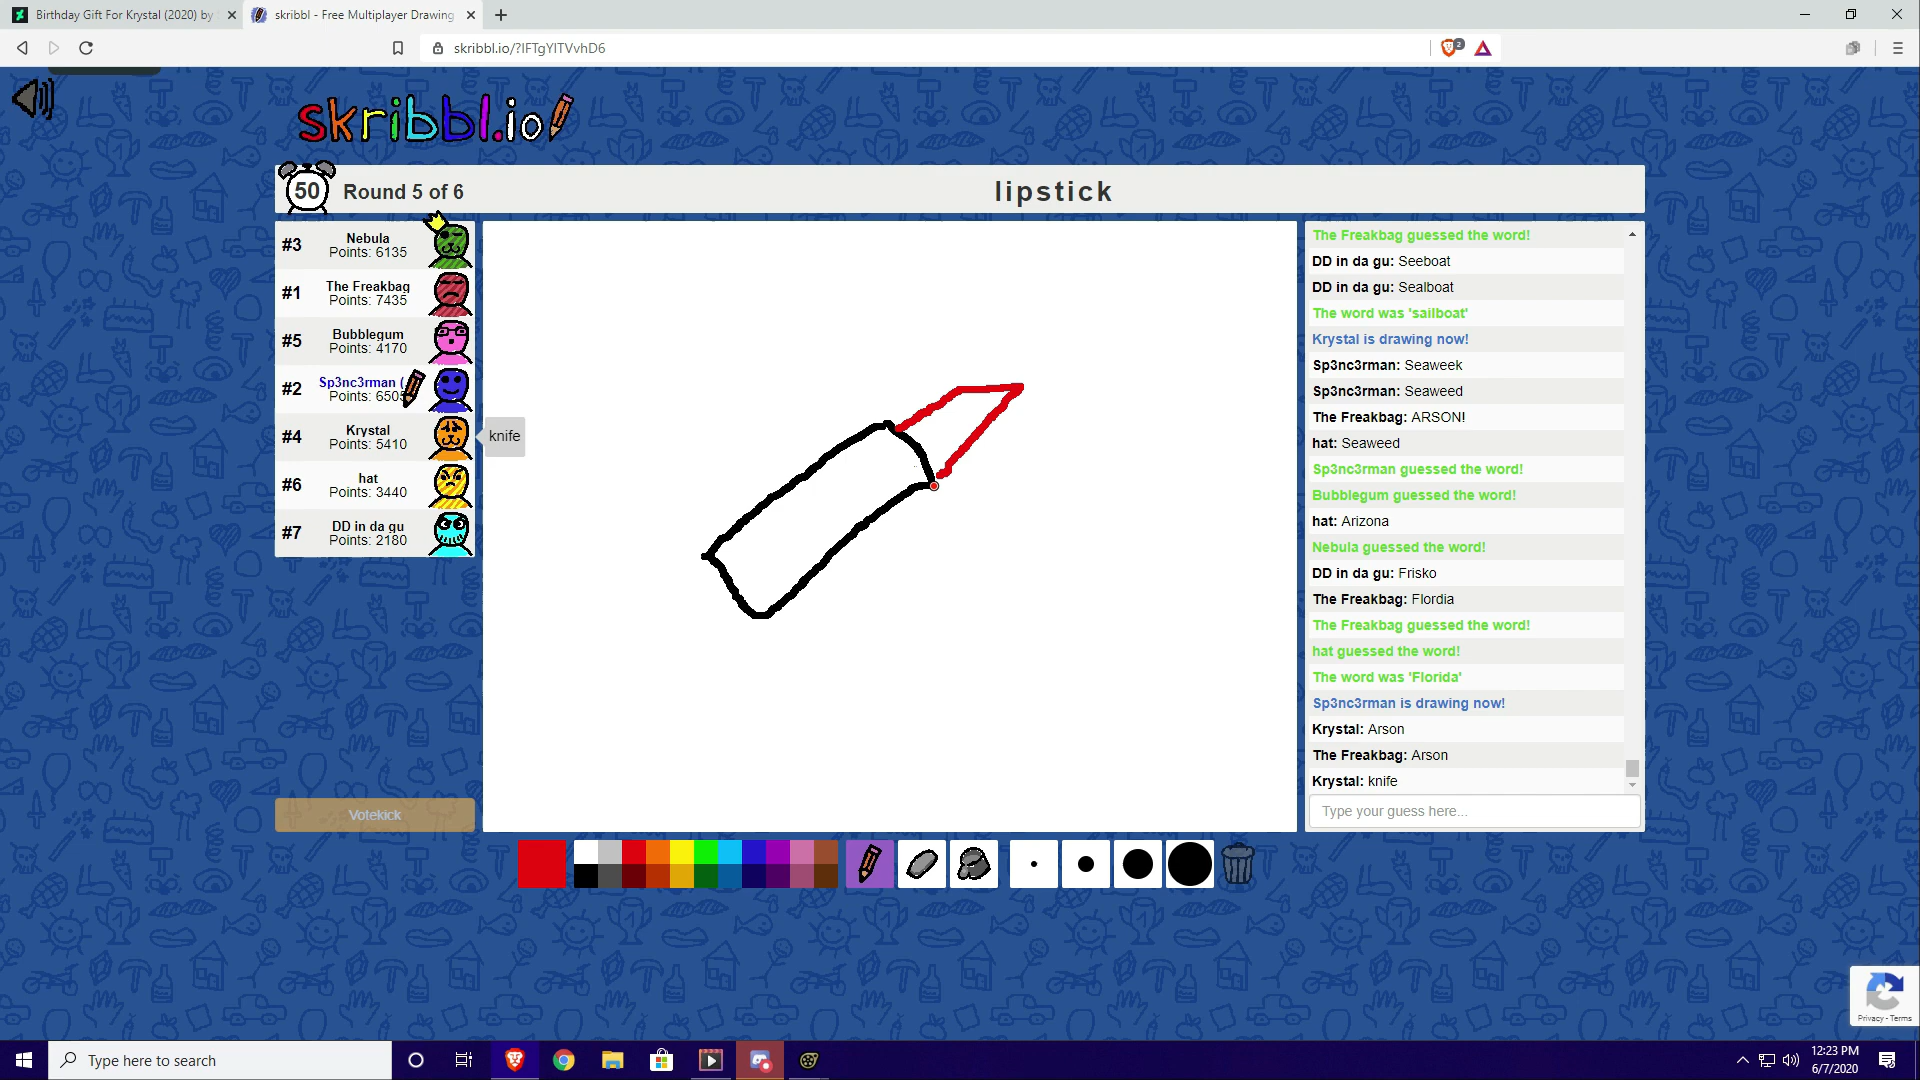 Birthday Gift For Krystal (2020) by
skribbl - Free Multiplayer Drawing
skribbl.io/?lFTgYlTVvhD6
2
skribbl.io
50
Round 5 of 6
lipstick
#3
Nebula
Points: 6135
#1
The Freakbag
Points: 7435
#5
Bubblegum
Points: 4170
#2
Sp3nc3rman (
Points: 6505
#4
Krystal
Points: 5410
knife
#6
hat
Points: 3440
#7
DD in da gu
Points: 2180
Votekick
The Freakbag guessed the word!
DD in da gu: Seeboat
DD in da gu: Sealboat
The word was 'sailboat'
Krystal is drawing now!
Sp3nc3rman: Seaweek
Sp3nc3rman: Seaweed
The Freakbag: ARSON!
hat: Seaweed
Sp3nc3rman guessed the word!
Bubblegum guessed the word!
hat: Arizona
Nebula guessed the word!
DD in da gu: Frisko
The Freakbag: Flordia
The Freakbag guessed the word!
hat guessed the word!
The word was 'Florida'
Sp3nc3rman is drawing now!
Krystal: Arson
The Freakbag: Arson
Krystal: knife
Type your guess here...
Privacy - Terms
Type here to search
12:23 PM
6/7/2020